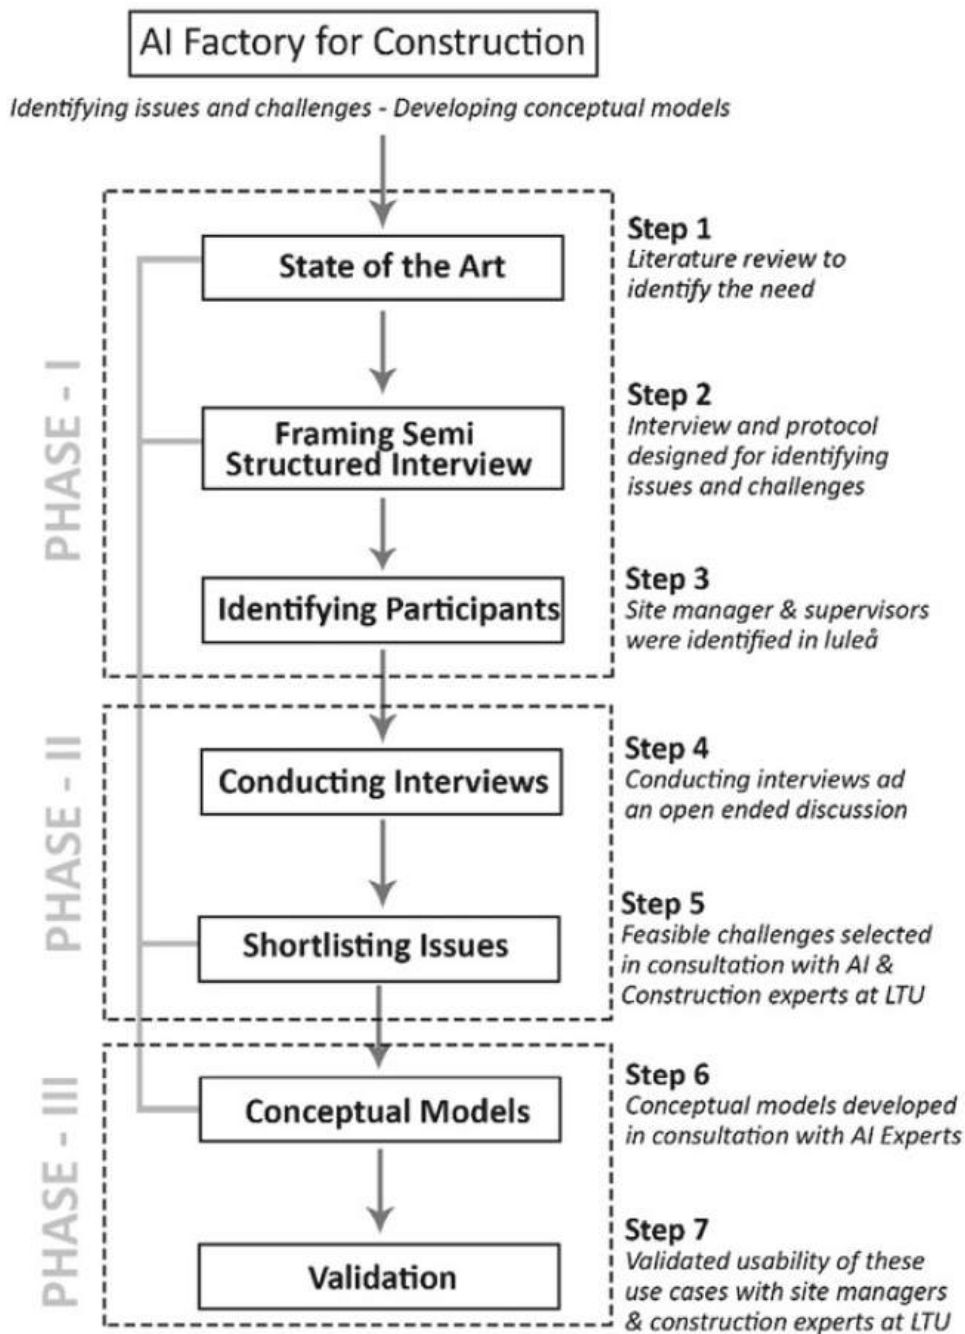 AI Factory for Construction
Identifying issues and challenges - Developing conceptual models
PHASE - I
State of the Art
Step 1
Literature review to
identify the need
Framing Semi
Structured Interview
Step 2
Interview and protocol
designed for identifying
issues and challenges
Identifying Participants
Step 3
Site manager & supervisors
were identified in luleå
PHASE - II
Conducting Interviews
Step 4
Conducting interviews ad
an open ended discussion
Shortlisting Issues
Step 5
Feasible challenges selected
in consultation with AI &
Construction experts at LTU
PHASE - III
Conceptual Models
Step 6
Conceptual models developed
in consultation with AI Experts
Validation
Step 7
Validated usability of these
use cases with site managers
& construction experts at LTU